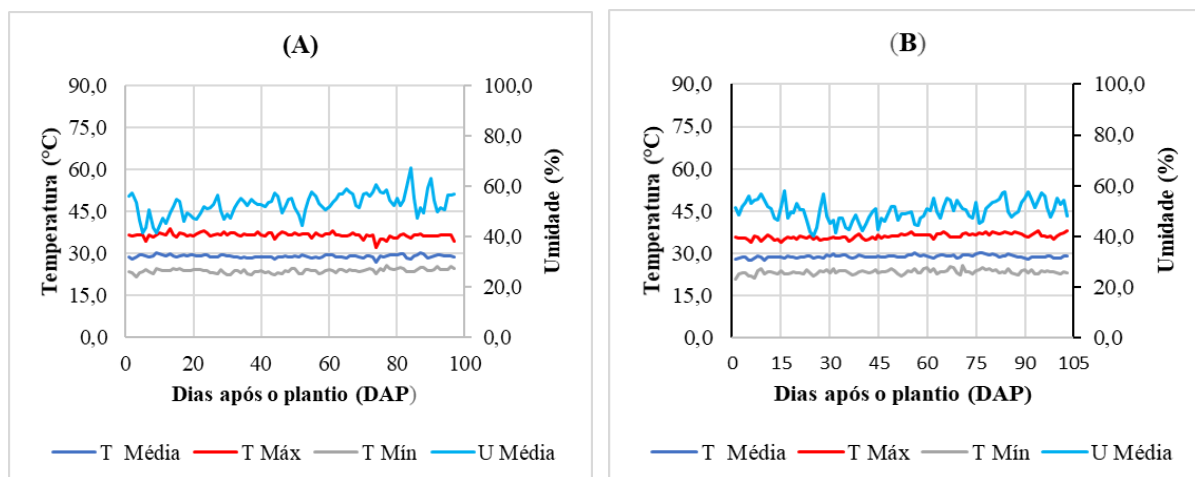 (A)
Temperatura (°C)
90,0
75,0
60,0
45,0
30,0
15,0
0,0
100,0
80,0
60,0
40,0
20,0
0,0
Umidade (%)
0 20 40 60 80 100
Dias após o plantio (DAP)
T Média T Máx T Mín U Média
(B)
Temperatura (°C)
90,0
75,0
60,0
45,0
30,0
15,0
0,0
100,0
80,0
60,0
40,0
20,0
0,0
Umidade (%)
0 15 30 45 60 75 90 105
Dias após o plantio (DAP)
T Média T Máx T Mín U Média